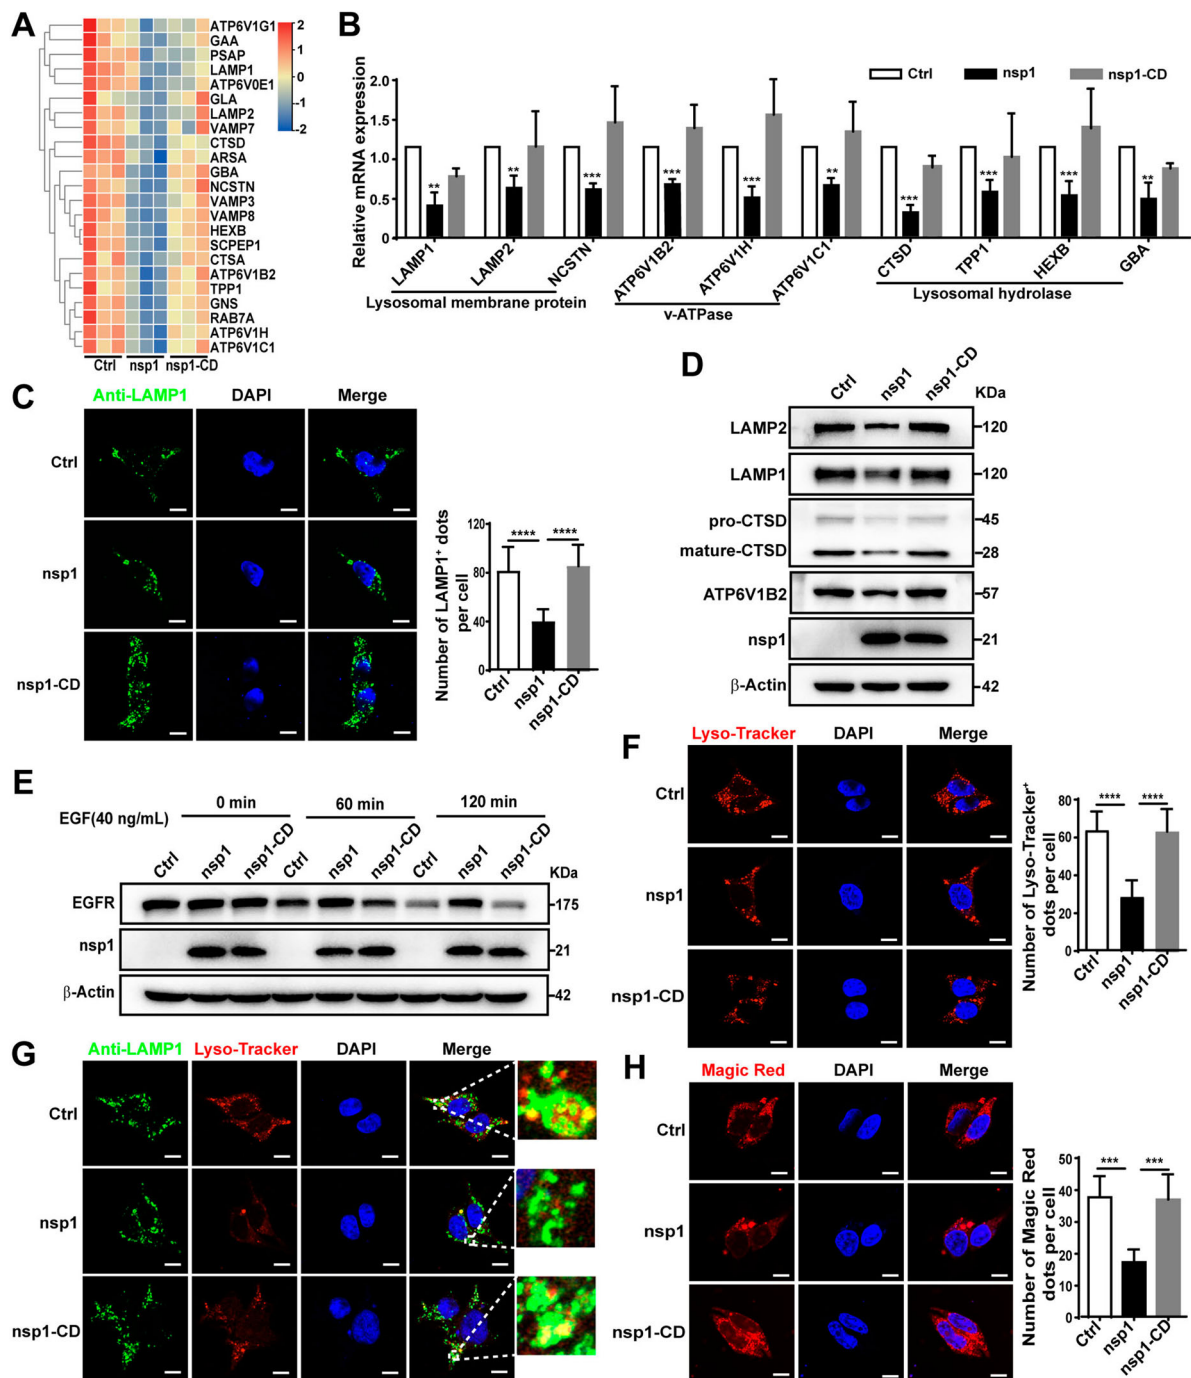 A
ATP6V1G1
GAA
PSAP
LAMP1
ATP6V0E1
GLA
LAMP2
VAMP7
CTSD
ARSA
GBA
NCSTN
VAMP3
VAMP8
HEXB
SCPEP1
CTSA
ATP6V1B2
TPP1
GNS
RAB7A
ATP6V1H
ATP6V1C1
2
1
0
-1
-2
Ctrl nsp1 nsp1-CD
B
Ctrl nsp1 nsp1-CD
Relative mRNA expression
2.0
1.5
1.0
0.5
0
** ** *** *** *** ** *** *** *** **
LAMP1 LAMP2 NCSTN ATP6V1B2 ATP6V1H ATP6V1C1 CTSD TPP1 HEXB GBA
Lysosomal membrane protein
v-ATPase
Lysosomal hydrolase
C
Anti-LAMP1 DAPI Merge
Ctrl
nsp1
nsp1-CD
Number of LAMP1+ dots
per cell
120
80
40
0
**** ****
Ctrl nsp1 nsp1-CD
D
Ctrl nsp1 nsp1-CD
KDa
LAMP2 120
LAMP1 120
pro-CTSD 45
mature-CTSD 28
ATP6V1B2 57
nsp1 21
β-Actin 42
E
0 min 60 min 120 min
EGF(40 ng/mL)
Ctrl nsp1 nsp1-CD Ctrl nsp1 nsp1-CD Ctrl nsp1 nsp1-CD
KDa
EGFR 175
nsp1 21
β-Actin 42
F
Lyso-Tracker DAPI Merge
Ctrl
nsp1
nsp1-CD
Number of Lyso-Tracker+
dots per cell
80
60
40
20
0
**** ****
Ctrl nsp1 nsp1-CD
G
Anti-LAMP1 Lyso-Tracker DAPI Merge
Ctrl
nsp1
nsp1-CD
H
Magic Red DAPI Merge
Ctrl
nsp1
nsp1-CD
Number of Magic Red
dots per cell
50
40
30
20
10
0
*** ***
Ctrl nsp1 nsp1-CD